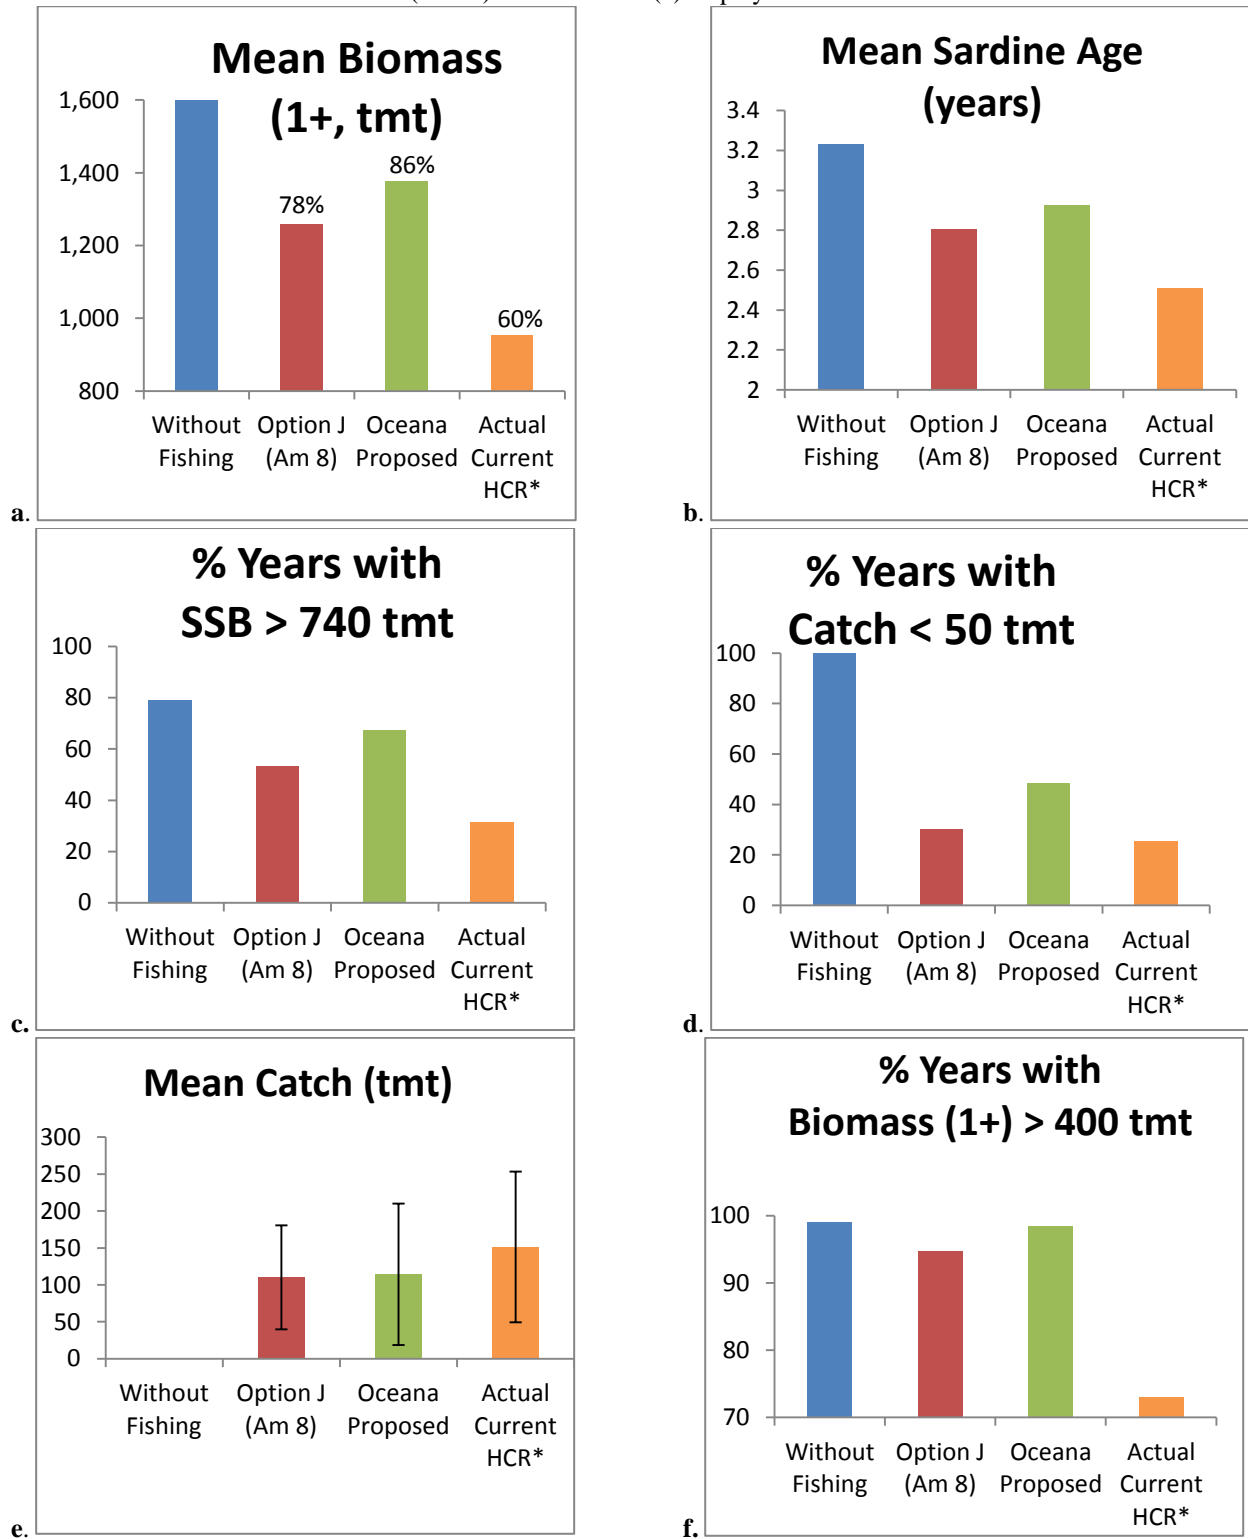 a.
Mean Biomass
(1+, tmt)
1,600
1,400
1,200
1,000
800
78%
86%
60%
Without Fishing
Option J (Am 8)
Oceana Proposed
Actual Current HCR*
b.
Mean Sardine Age
(years)
3.4
3.2
3
2.8
2.6
2.4
2.2
2
Without Fishing
Option J (Am 8)
Oceana Proposed
Actual Current HCR*
c.
% Years with
SSB > 740 tmt
100
80
60
40
20
0
Without Fishing
Option J (Am 8)
Oceana Proposed
Actual Current HCR*
d.
% Years with
Catch < 50 tmt
100
80
60
40
20
0
Without Fishing
Option J (Am 8)
Oceana Proposed
Actual Current HCR*
e.
Mean Catch (tmt)
300
250
200
150
100
50
0
Without Fishing
Option J (Am 8)
Oceana Proposed
Actual Current HCR*
f.
% Years with
Biomass (1+) > 400 tmt
100
90
80
70
Without Fishing
Option J (Am 8)
Oceana Proposed
Actual Current HCR*